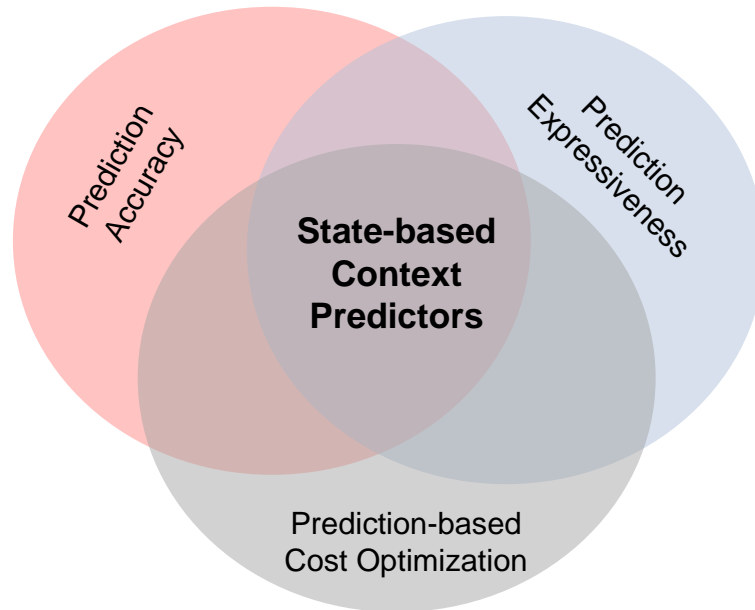 Prediction
Accuracy
Prediction
Expressiveness
State-based
Context
Predictors
Prediction-based
Cost Optimization